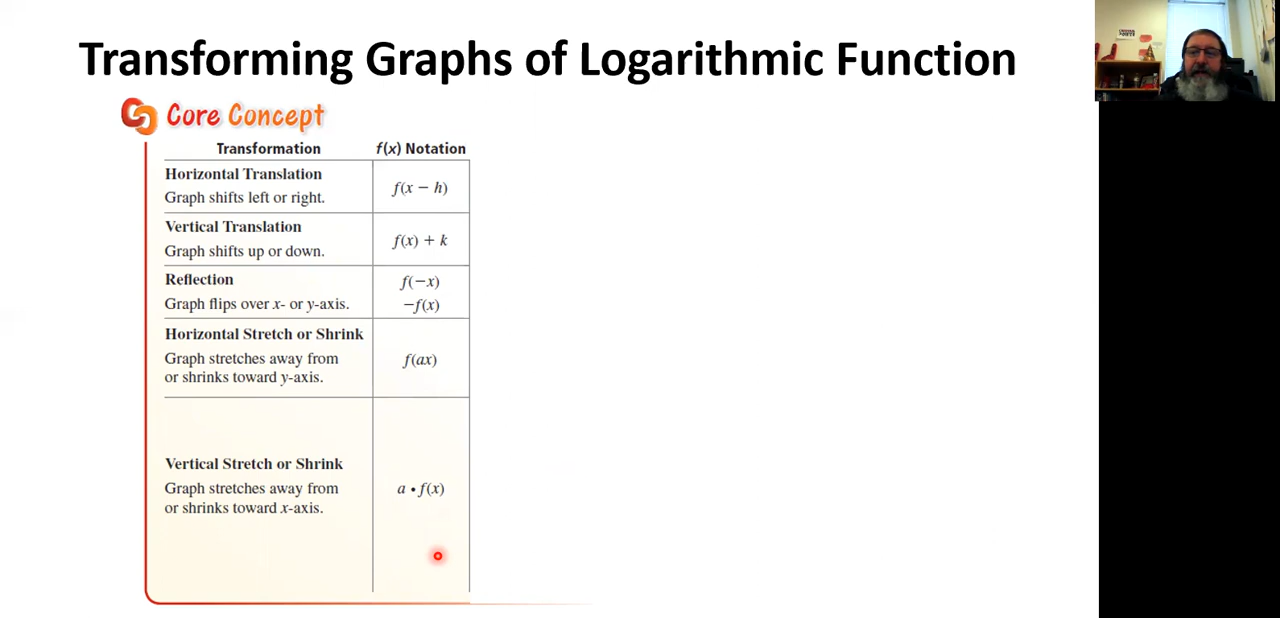 Transforming Graphs of Logarithmic Function
Core Concept
Transformation f(x) Notation
Horizontal Translation
Graph shifts left or right.
f(x − h)
Vertical Translation
Graph shifts up or down.
f(x) + k
Reflection
Graph flips over x- or y-axis.
f(−x)
−f(x)
Horizontal Stretch or Shrink
Graph stretches away from
or shrinks toward y-axis.
f(ax)
Vertical Stretch or Shrink
Graph stretches away from
or shrinks toward x-axis.
a • f(x)